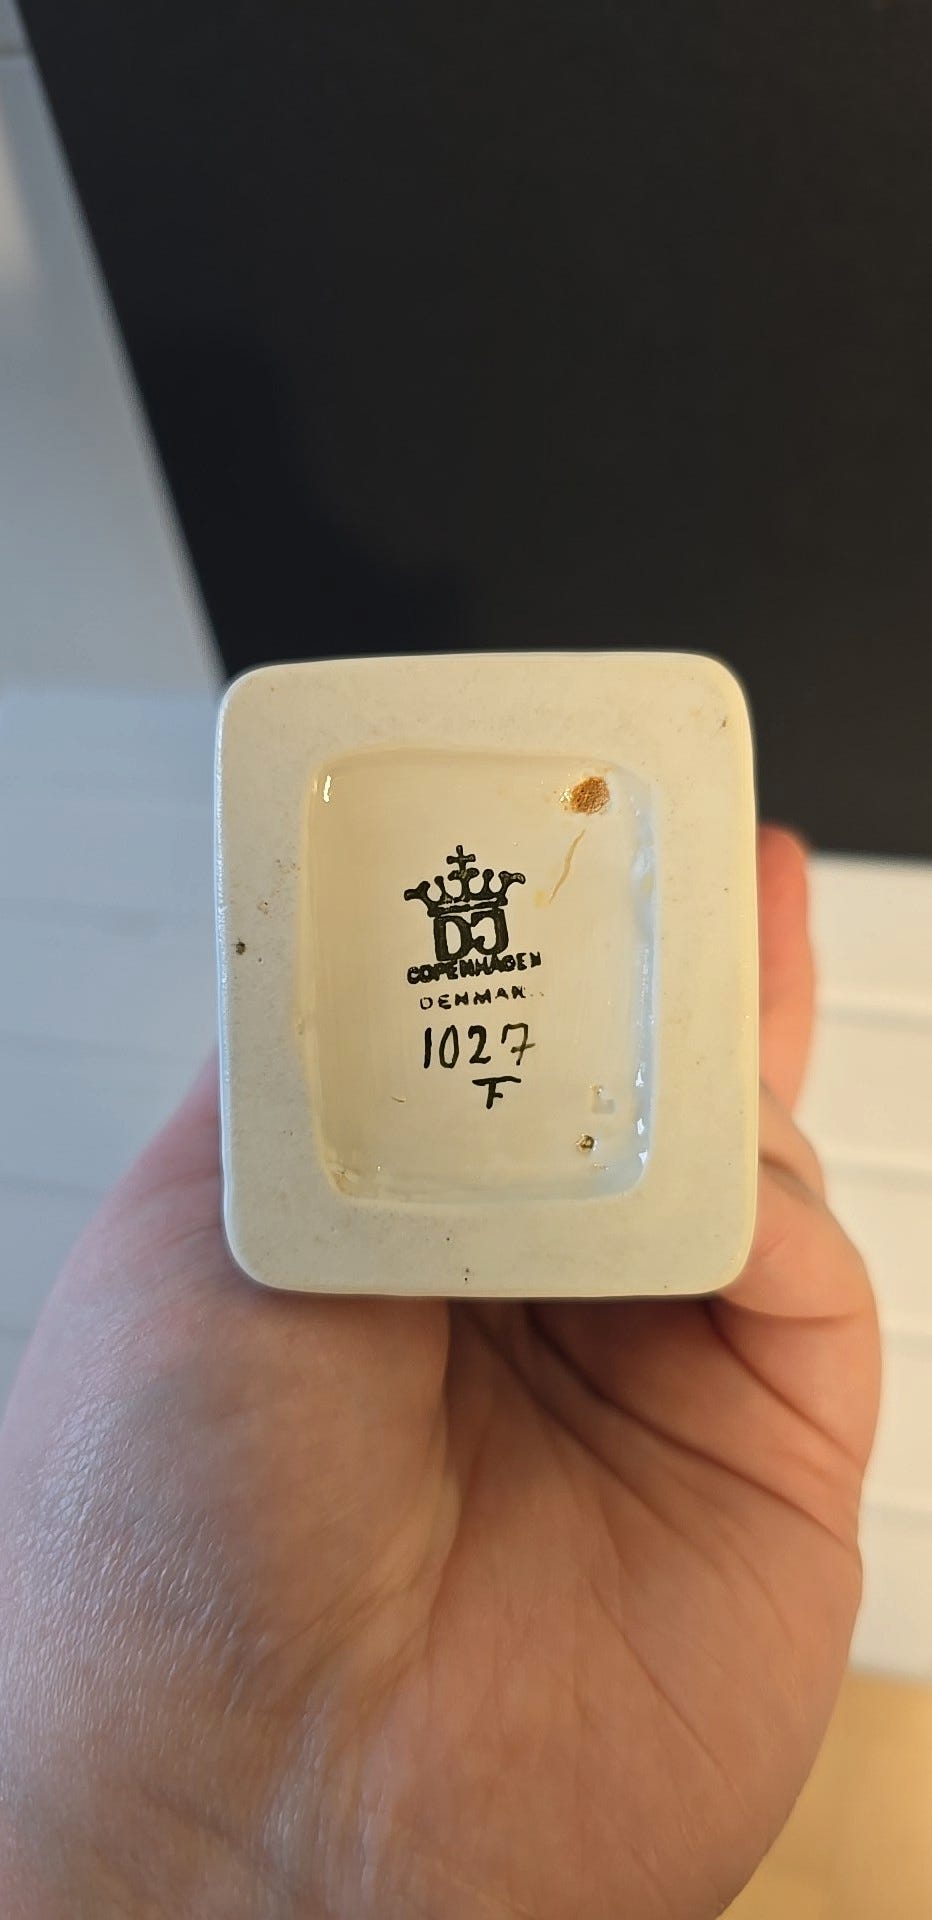 DJ
COPENHAGEN
DENMAR
1027
F